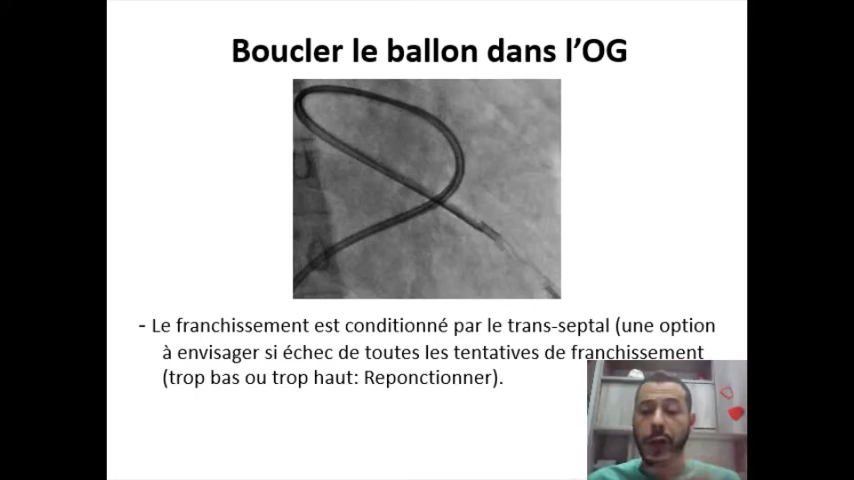 Boucler le ballon dans l’OG
- Le franchissement est conditionné par le trans-septal (une option
à envisager si échec de toutes les tentatives de franchissement
(trop bas ou trop haut: Reponctionner).